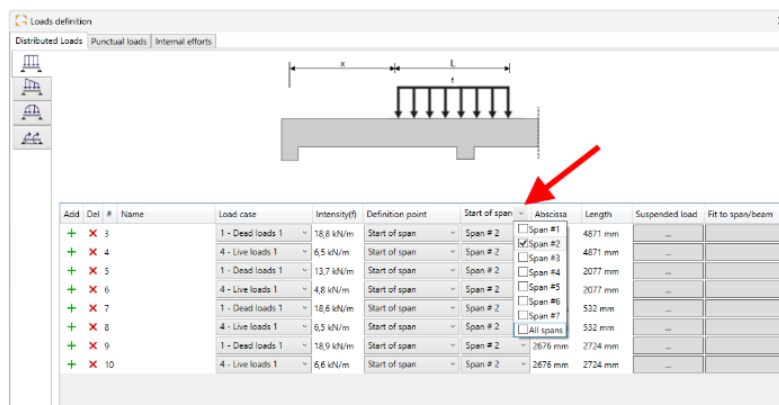 Loads definition
Distributed Loads Punctual loads Internal efforts
x L
f
Add Del # Name Load case Intensity(f) Definition point Start of span Abscissa Length Suspended load Fit to span/beam
3 1 - Dead loads 1 18,8 kN/m Start of span Span # 2 Span #1 4871 mm ...
4 4 - Live loads 1 6,5 kN/m Start of span Span # 2 Span #2 4871 mm ...
5 1 - Dead loads 1 13,7 kN/m Start of span Span # 2 Span #3 2077 mm ...
6 4 - Live loads 1 4,8 kN/m Start of span Span # 2 Span #4 2077 mm ...
7 1 - Dead loads 1 18,6 kN/m Start of span Span # 2 Span #5 532 mm ...
Span #6
8 4 - Live loads 1 6,5 kN/m Start of span Span # 2 Span #7 532 mm ...
All spans
9 1 - Dead loads 1 18,9 kN/m Start of span Span # 2 2676 mm 2724 mm ...
10 4 - Live loads 1 6,6 kN/m Start of span Span # 2 2676 mm 2724 mm ...